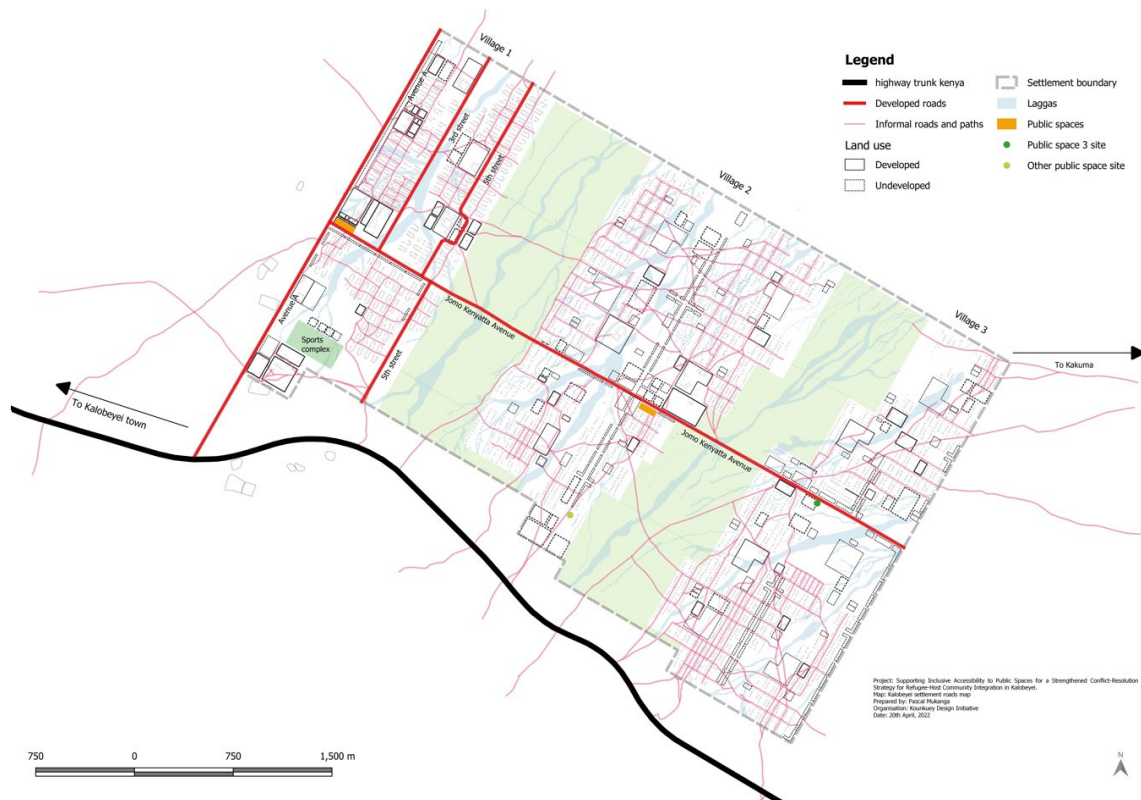 Village 1
Village 2
Village 3
Avenue A
3rd street
5th street
Jomo Kenyatta Avenue
Avenue A
Sports
complex
5th street
Jomo Kenyatta Avenue
To Kakuma
To Kalobeyei town
Legend
highway trunk kenya
Developed roads
Informal roads and paths
Land use
Developed
Undeveloped
Settlement boundary
Laggas
Public spaces
Public space 3 site
Other public space site
Project: Supporting Inclusive Accessibility to Public Spaces for a Strengthened Conflict-Resolution
Strategy for Refugee-Host Community Integration in Kalobeyei.
Map: Kalobeyei settlement roads map
Prepared by: Pascal Mukanga
Organisation: Kounkuey Design Initiative
Date: 20th April, 2022
750 0 750 1,500 m
N